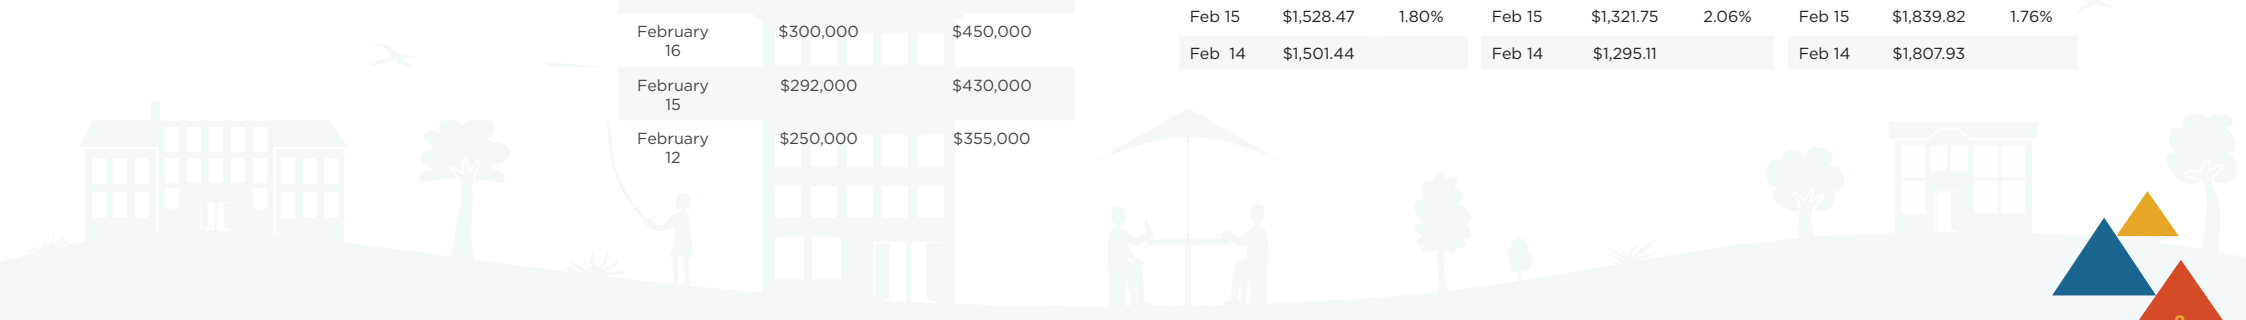 February $300,000 $450,000
16
February $292,000 $430,000
15
February $250,000 $355,000
12
Feb 15 $1,528.47 1.80% Feb 15 $1,321.75 2.06% Feb 15 $1,839.82 1.76%
Feb 14 $1,501.44 Feb 14 $1,295.11 Feb 14 $1,807.93